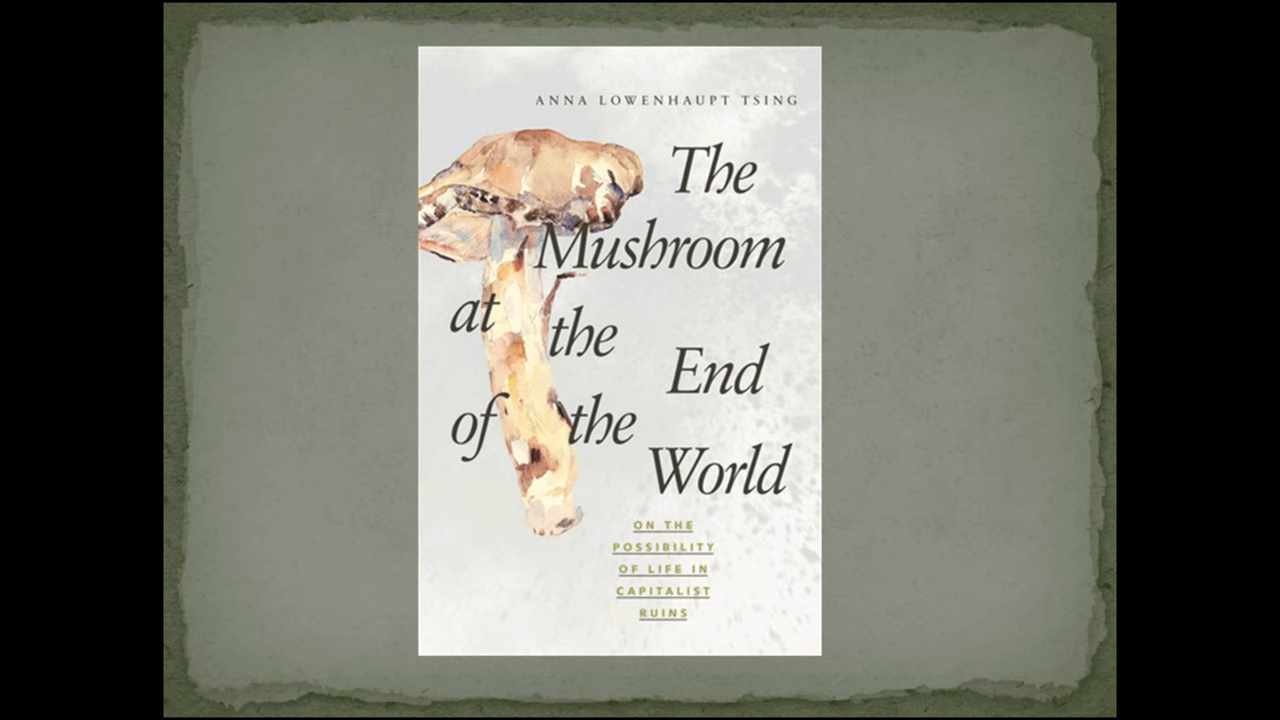 ANNA LOWENHAUPT TSING
The
Mushroom
at the
End
of the
World
ON THE
POSSIBILITY
OF LIFE IN
CAPITALIST
RUINS